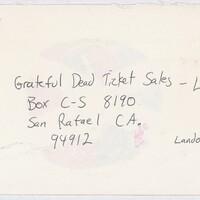 Grateful Dead Ticket Sales - L
Box C-S 8190
San Rafael CA.
94912
Lando